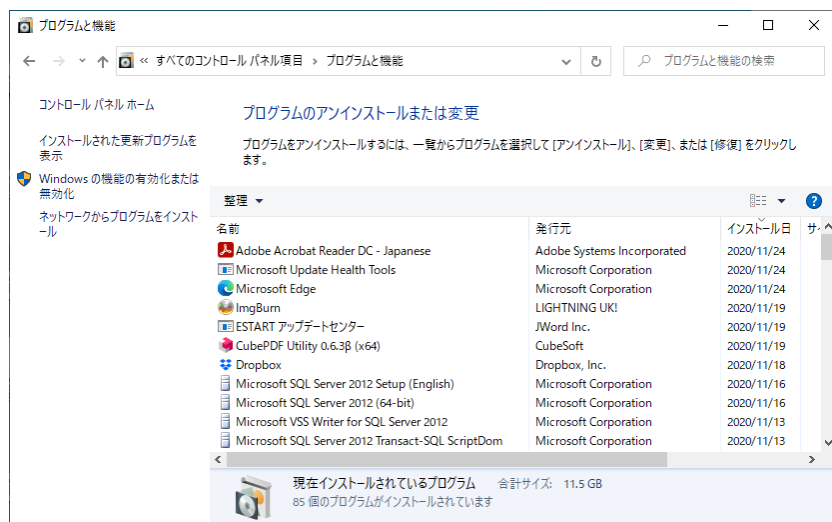 プログラムと機能
« すべてのコントロール パネル項目 › プログラムと機能
プログラムと機能の検索
コントロール パネル ホーム
インストールされた更新プログラムを
表示
Windows の機能の有効化または
無効化
ネットワークからプログラムをインスト
ール
プログラムのアンインストールまたは変更
プログラムをアンインストールするには、一覧からプログラムを選択して [アンインストール]、[変更]、または [修復] をクリックし
ます。
整理
名前 発行元 インストール日 サ
Adobe Acrobat Reader DC - Japanese Adobe Systems Incorporated 2020/11/24
Microsoft Update Health Tools Microsoft Corporation 2020/11/24
Microsoft Edge Microsoft Corporation 2020/11/24
ImgBurn LIGHTNING UK! 2020/11/19
ESTART アップデートセンター JWord Inc. 2020/11/19
CubePDF Utility 0.6.3β (x64) CubeSoft 2020/11/19
Dropbox Dropbox, Inc. 2020/11/18
Microsoft SQL Server 2012 Setup (English) Microsoft Corporation 2020/11/16
Microsoft SQL Server 2012 (64-bit) Microsoft Corporation 2020/11/16
Microsoft VSS Writer for SQL Server 2012 Microsoft Corporation 2020/11/13
Microsoft SQL Server 2012 Transact-SQL ScriptDom Microsoft Corporation 2020/11/13
現在インストールされているプログラム 合計サイズ: 11.5 GB
85 個のプログラムがインストールされています